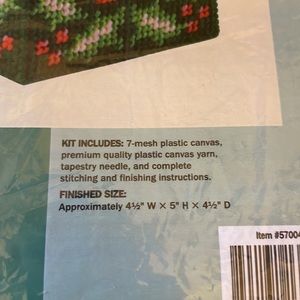 KIT INCLUDES: 7-mesh plastic canvas,
premium quality plastic canvas yarn,
tapestry needle, and complete
stitching and finishing instructions.
FINISHED SIZE:
Approximately 4½" W × 5" H × 4½" D
Item #57004